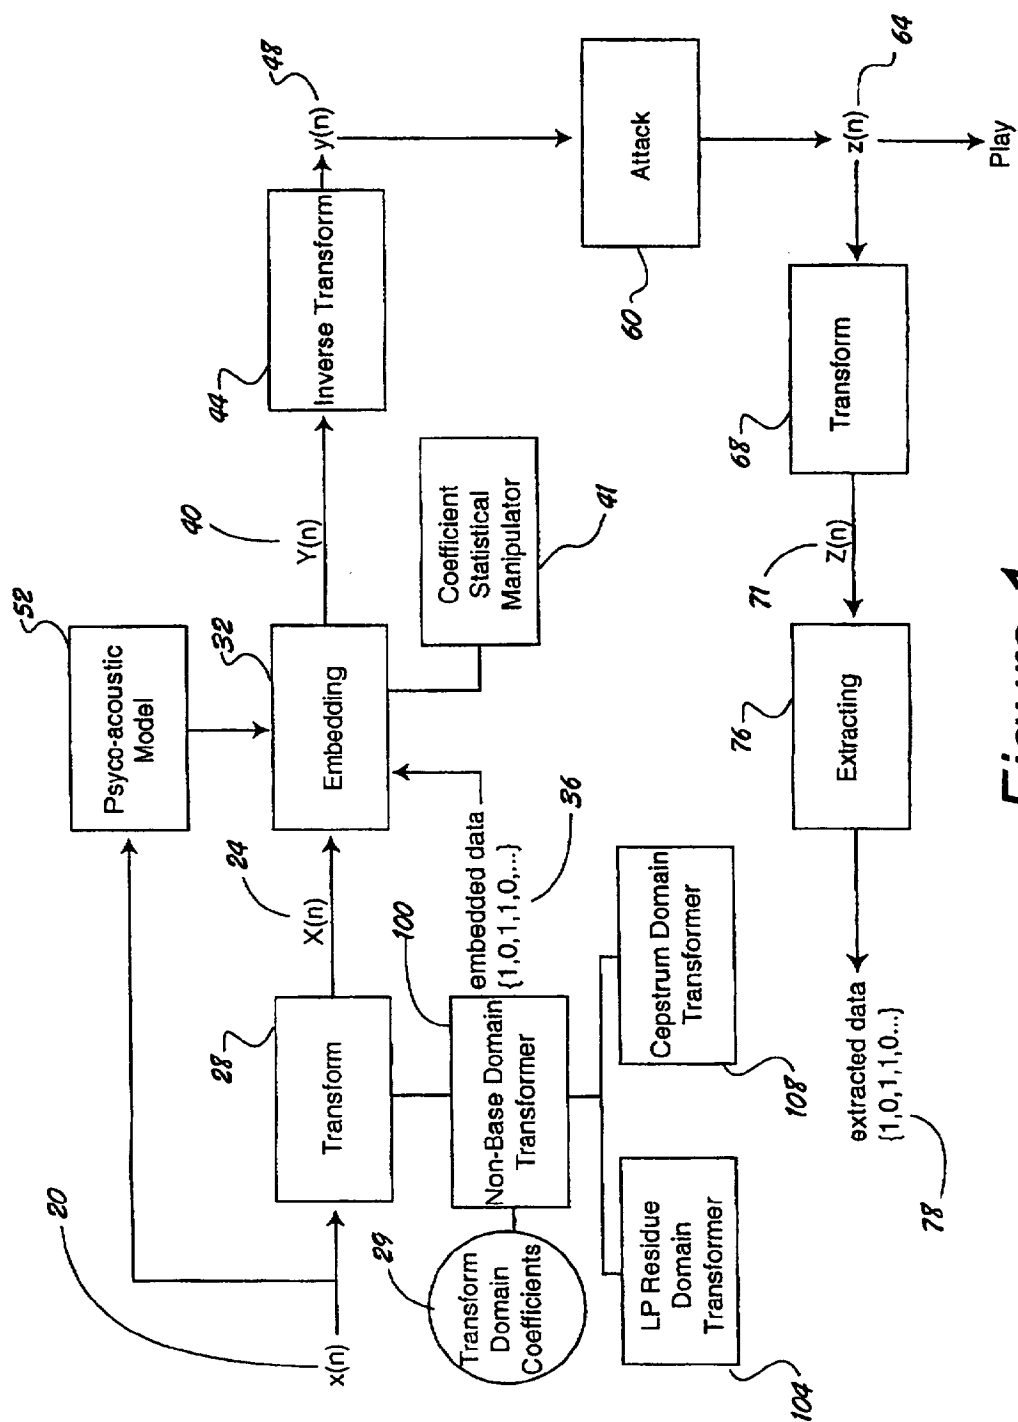 52
Psyco-acoustic
Model
20
x(n)
28
Transform
24
X(n)
32
Embedding
40
Y(n)
44
Inverse Transform
y(n)
48
29
Transform
Domain
Coefficients
100
Non-Base Domain
Transformer
embedded data
{1,0,1,1,0,...}
36
Coefficient
Statistical
Manipulator
41
LP Residue
Domain
Transformer
104
Cepstrum Domain
Transformer
108
Attack
60
z(n)
64
Play
Transform
68
Z(n)
71
Extracting
76
extracted data
{1,0,1,1,0...}
78